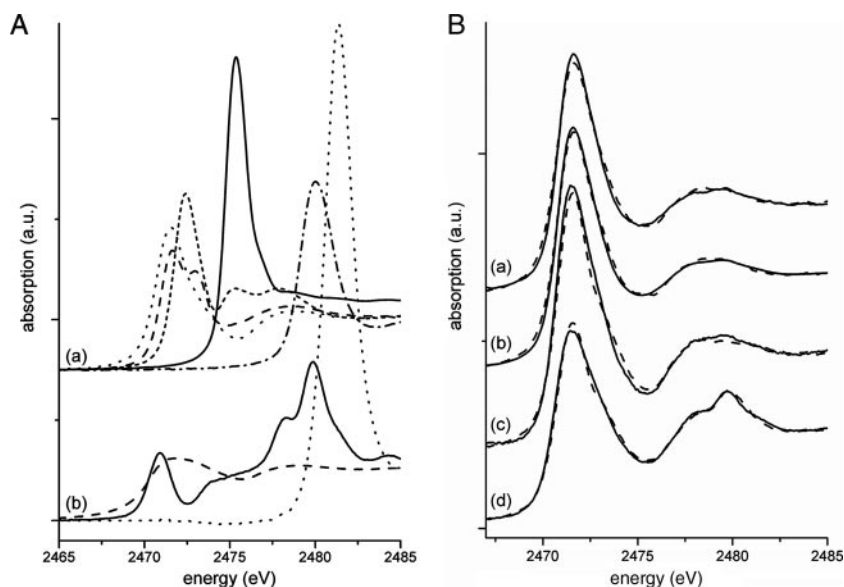 A
absorption (a.u.)
(a)
(b)
2465
2470
2475
2480
2485
energy (eV)
B
absorption (a.u.)
(a)
(b)
(c)
(d)
2470
2475
2480
2485
energy (eV)